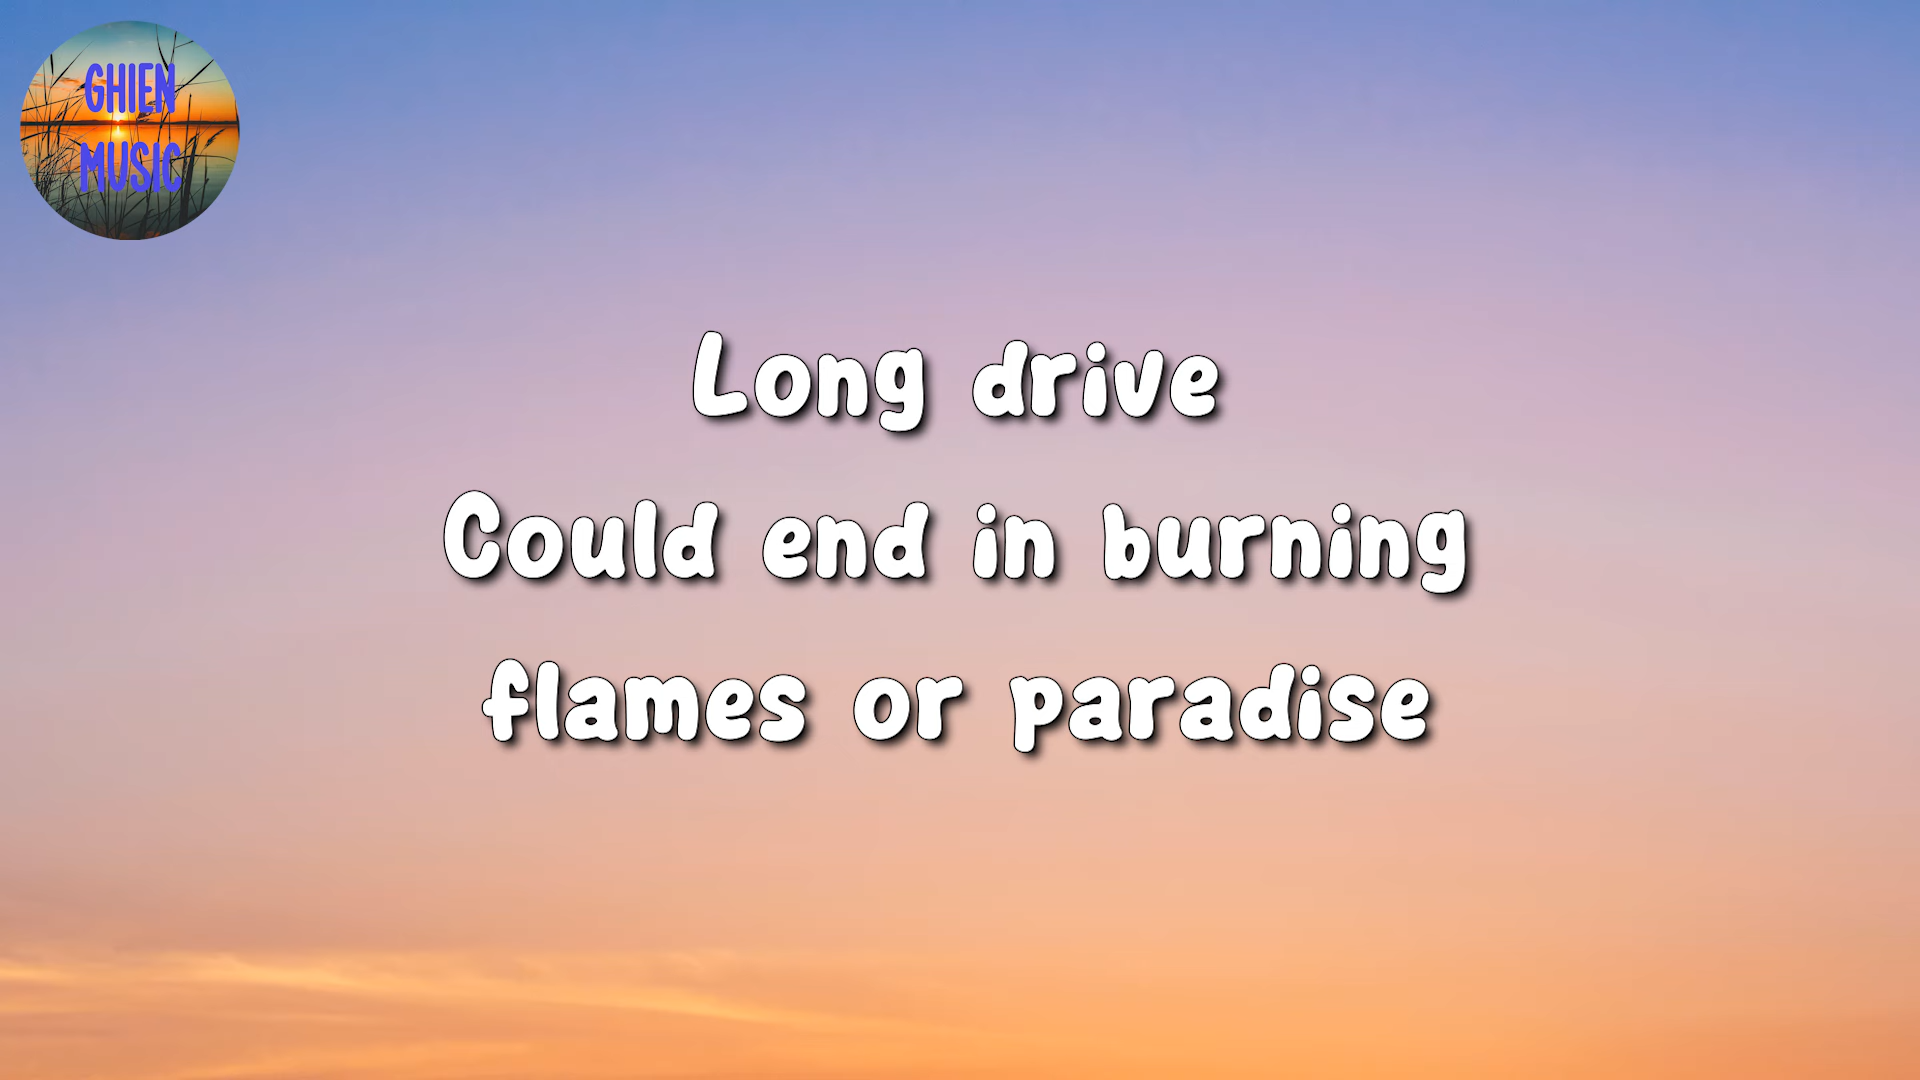 GHIEN
MUSIC
Long drive
Could end in burning
flames or paradise